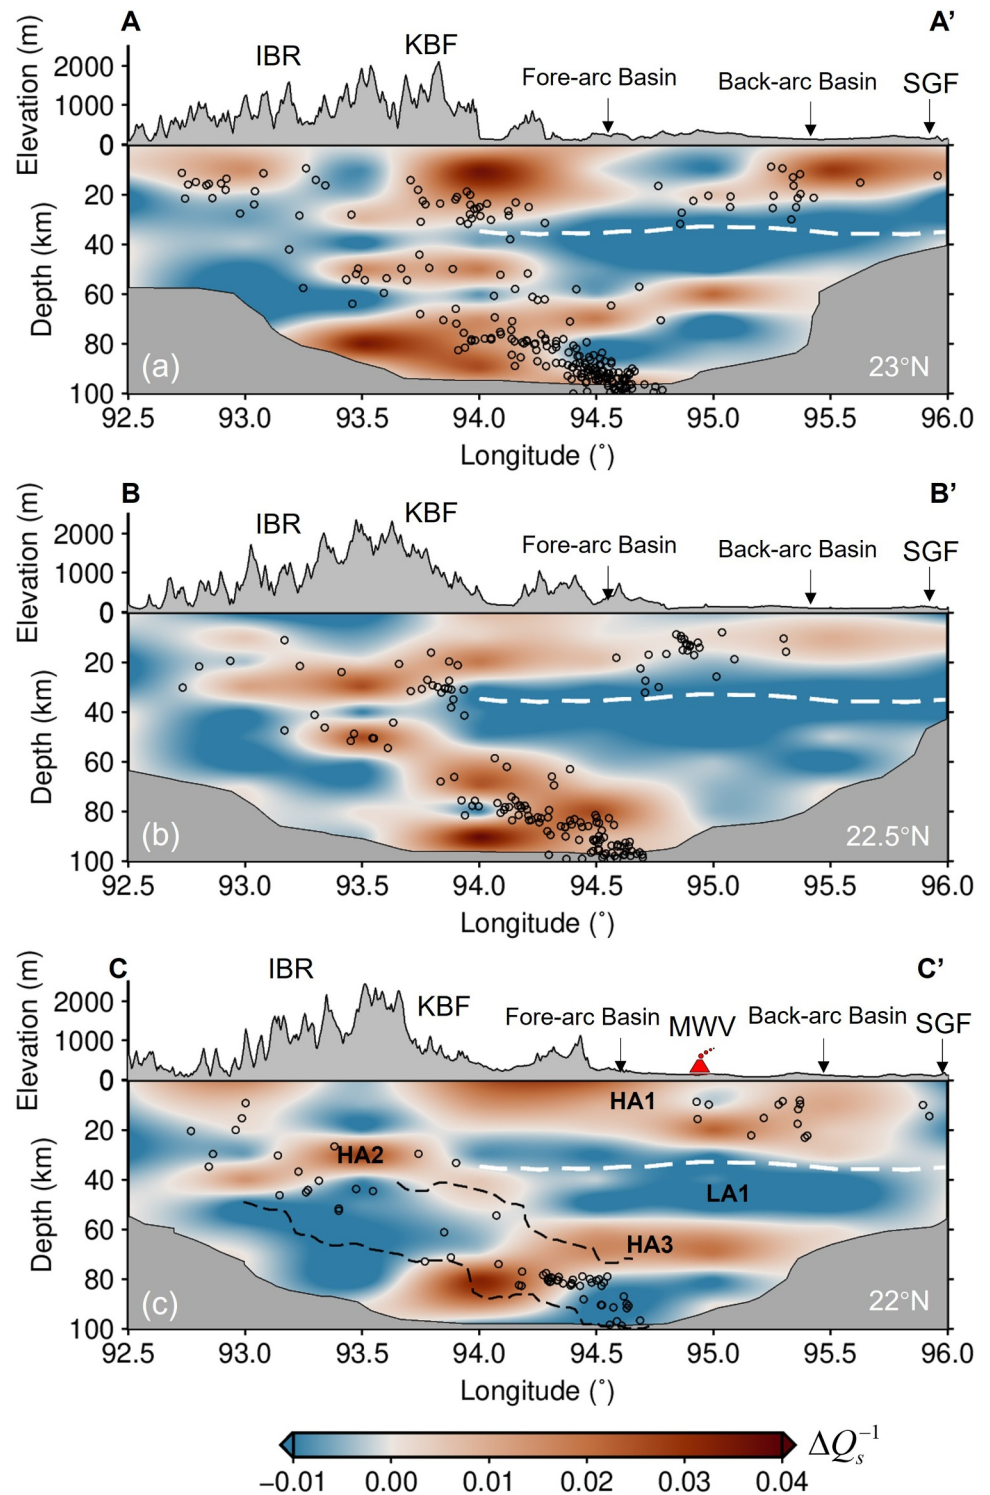 A A’
IBR KBF Fore-arc Basin Back-arc Basin SGF
Elevation (m)
2000
1000
0
Depth (km)
0
20
40
60
80
100
(a) 23°N
92.5 93.0 93.5 94.0 94.5 95.0 95.5 96.0
Longitude (°)
B B’
IBR KBF Fore-arc Basin Back-arc Basin SGF
Elevation (m)
2000
1000
0
Depth (km)
20
40
60
80
100
(b) 22.5°N
92.5 93.0 93.5 94.0 94.5 95.0 95.5 96.0
Longitude (°)
C C’
IBR KBF Fore-arc Basin MWV Back-arc Basin SGF
Elevation (m)
2000
1000
0
Depth (km)
20
40
60
80
100
HA1
HA2
LA1
HA3
(c) 22°N
92.5 93.0 93.5 94.0 94.5 95.0 95.5 96.0
Longitude (°)
ΔQs−1
−0.01 0.00 0.01 0.02 0.03 0.04